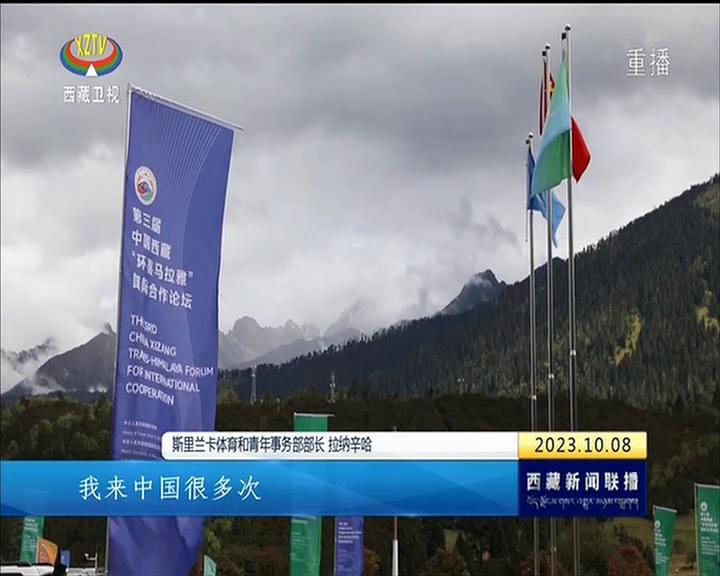 XZTV
西藏卫视
重播
第三届
中国西藏
“环喜马拉雅”
国际合作论坛
THE 3RD
CHINA XIZANG
TRANS-HIMALAYA FORUM
FOR INTERNATIONAL
COOPERATION
斯里兰卡体育和青年事务部部长 拉纳辛哈
2023.10.08
我来中国很多次
西藏新闻联播